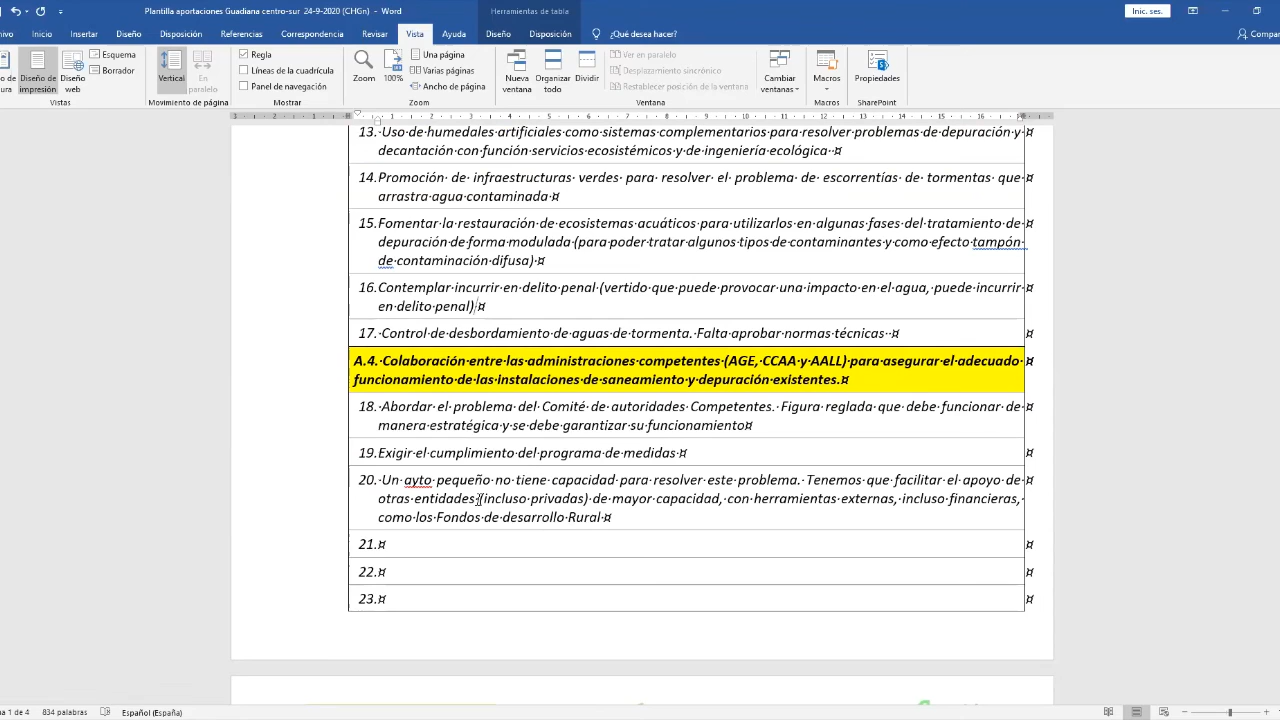 Plantilla aportaciones Guadiana centro-sur 24-9-2020 (CHGn) - Word
Herramientas de tabla
Inic. ses.
Inicio Insertar Diseño Disposición Referencias Correspondencia Revisar Vista Ayuda Diseño Disposición ¿Qué desea hacer?
Esquema
Borrador
Diseño de impresión
Diseño web
Vistas
Vertical
En paralelo
Movimiento de página
Regla
Líneas de la cuadrícula
Panel de navegación
Mostrar
Zoom
100%
Una página
Varias páginas
Ancho de página
Zoom
Nueva ventana
Organizar todo
Dividir
Ver en paralelo
Desplazamiento sincrónico
Restablecer posición de la ventana
Ventana
Cambiar ventanas
Macros
Macros
Propiedades
SharePoint
13. Uso de humedales artificiales como sistemas complementarios para resolver problemas de depuración y
decantación con función servicios ecosistémicos y de ingeniería ecológica
14. Promoción de infraestructuras verdes para resolver el problema de escorrentías de tormentas que
arrastra agua contaminada
15. Fomentar la restauración de ecosistemas acuáticos para utilizarlos en algunas fases del tratamiento de
depuración de forma modulada (para poder tratar algunos tipos de contaminantes y como efecto tampón
de contaminación difusa)
16. Contemplar incurrir en delito penal (vertido que puede provocar una impacto en el agua, puede incurrir
en delito penal)
17. Control de desbordamiento de aguas de tormenta. Falta aprobar normas técnicas
A.4. Colaboración entre las administraciones competentes (AGE, CCAA y AALL) para asegurar el adecuado
funcionamiento de las instalaciones de saneamiento y depuración existentes.
18. Abordar el problema del Comité de autoridades Competentes. Figura reglada que debe funcionar de
manera estratégica y se debe garantizar su funcionamiento
19. Exigir el cumplimiento del programa de medidas
20. Un ayto pequeño no tiene capacidad para resolver este problema. Tenemos que facilitar el apoyo de
otras entidades (incluso privadas) de mayor capacidad, con herramientas externas, incluso financieras,
como los Fondos de desarrollo Rural
21.
22.
23.
1 de 4 834 palabras Español (España)